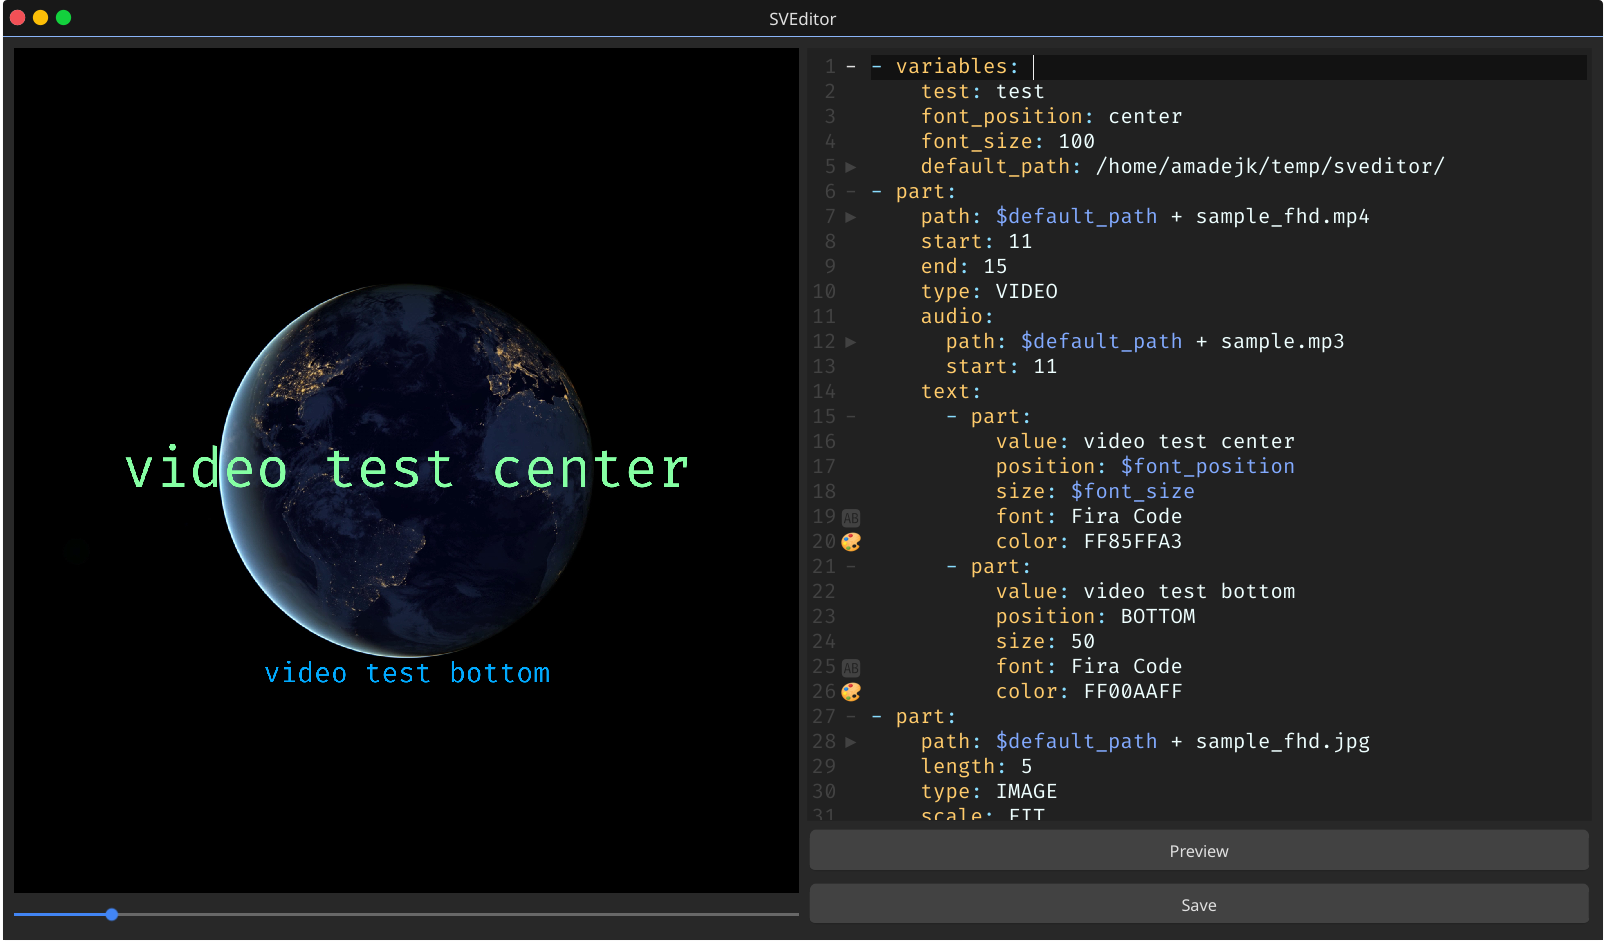 SVEditor
video test center
video test bottom
1 - - variables:
2 test: test
3 font_position: center
4 font_size: 100
5 ▶ default_path: /home/amadejk/temp/sveditor/
6 - - part:
7 ▶ path: $default_path + sample_fhd.mp4
8 start: 11
9 end: 15
10 type: VIDEO
11 audio:
12 ▶ path: $default_path + sample.mp3
13 start: 11
14 text:
15 - - part:
16 value: video test center
17 position: $font_position
18 size: $font_size
19 AB font: Fira Code
20 color: FF85FFA3
21 - - part:
22 value: video test bottom
23 position: BOTTOM
24 size: 50
25 AB font: Fira Code
26 color: FF00AAFF
27 - - part:
28 ▶ path: $default_path + sample_fhd.jpg
29 length: 5
30 type: IMAGE
31 scale: FIT
Preview
Save